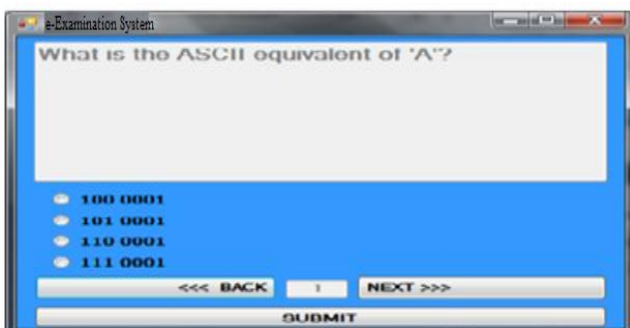 e-Examination System
What is the ASCII equivalent of 'A'?
100 0001
101 0001
110 0001
111 0001
<<< BACK 1 NEXT >>>
SUBMIT